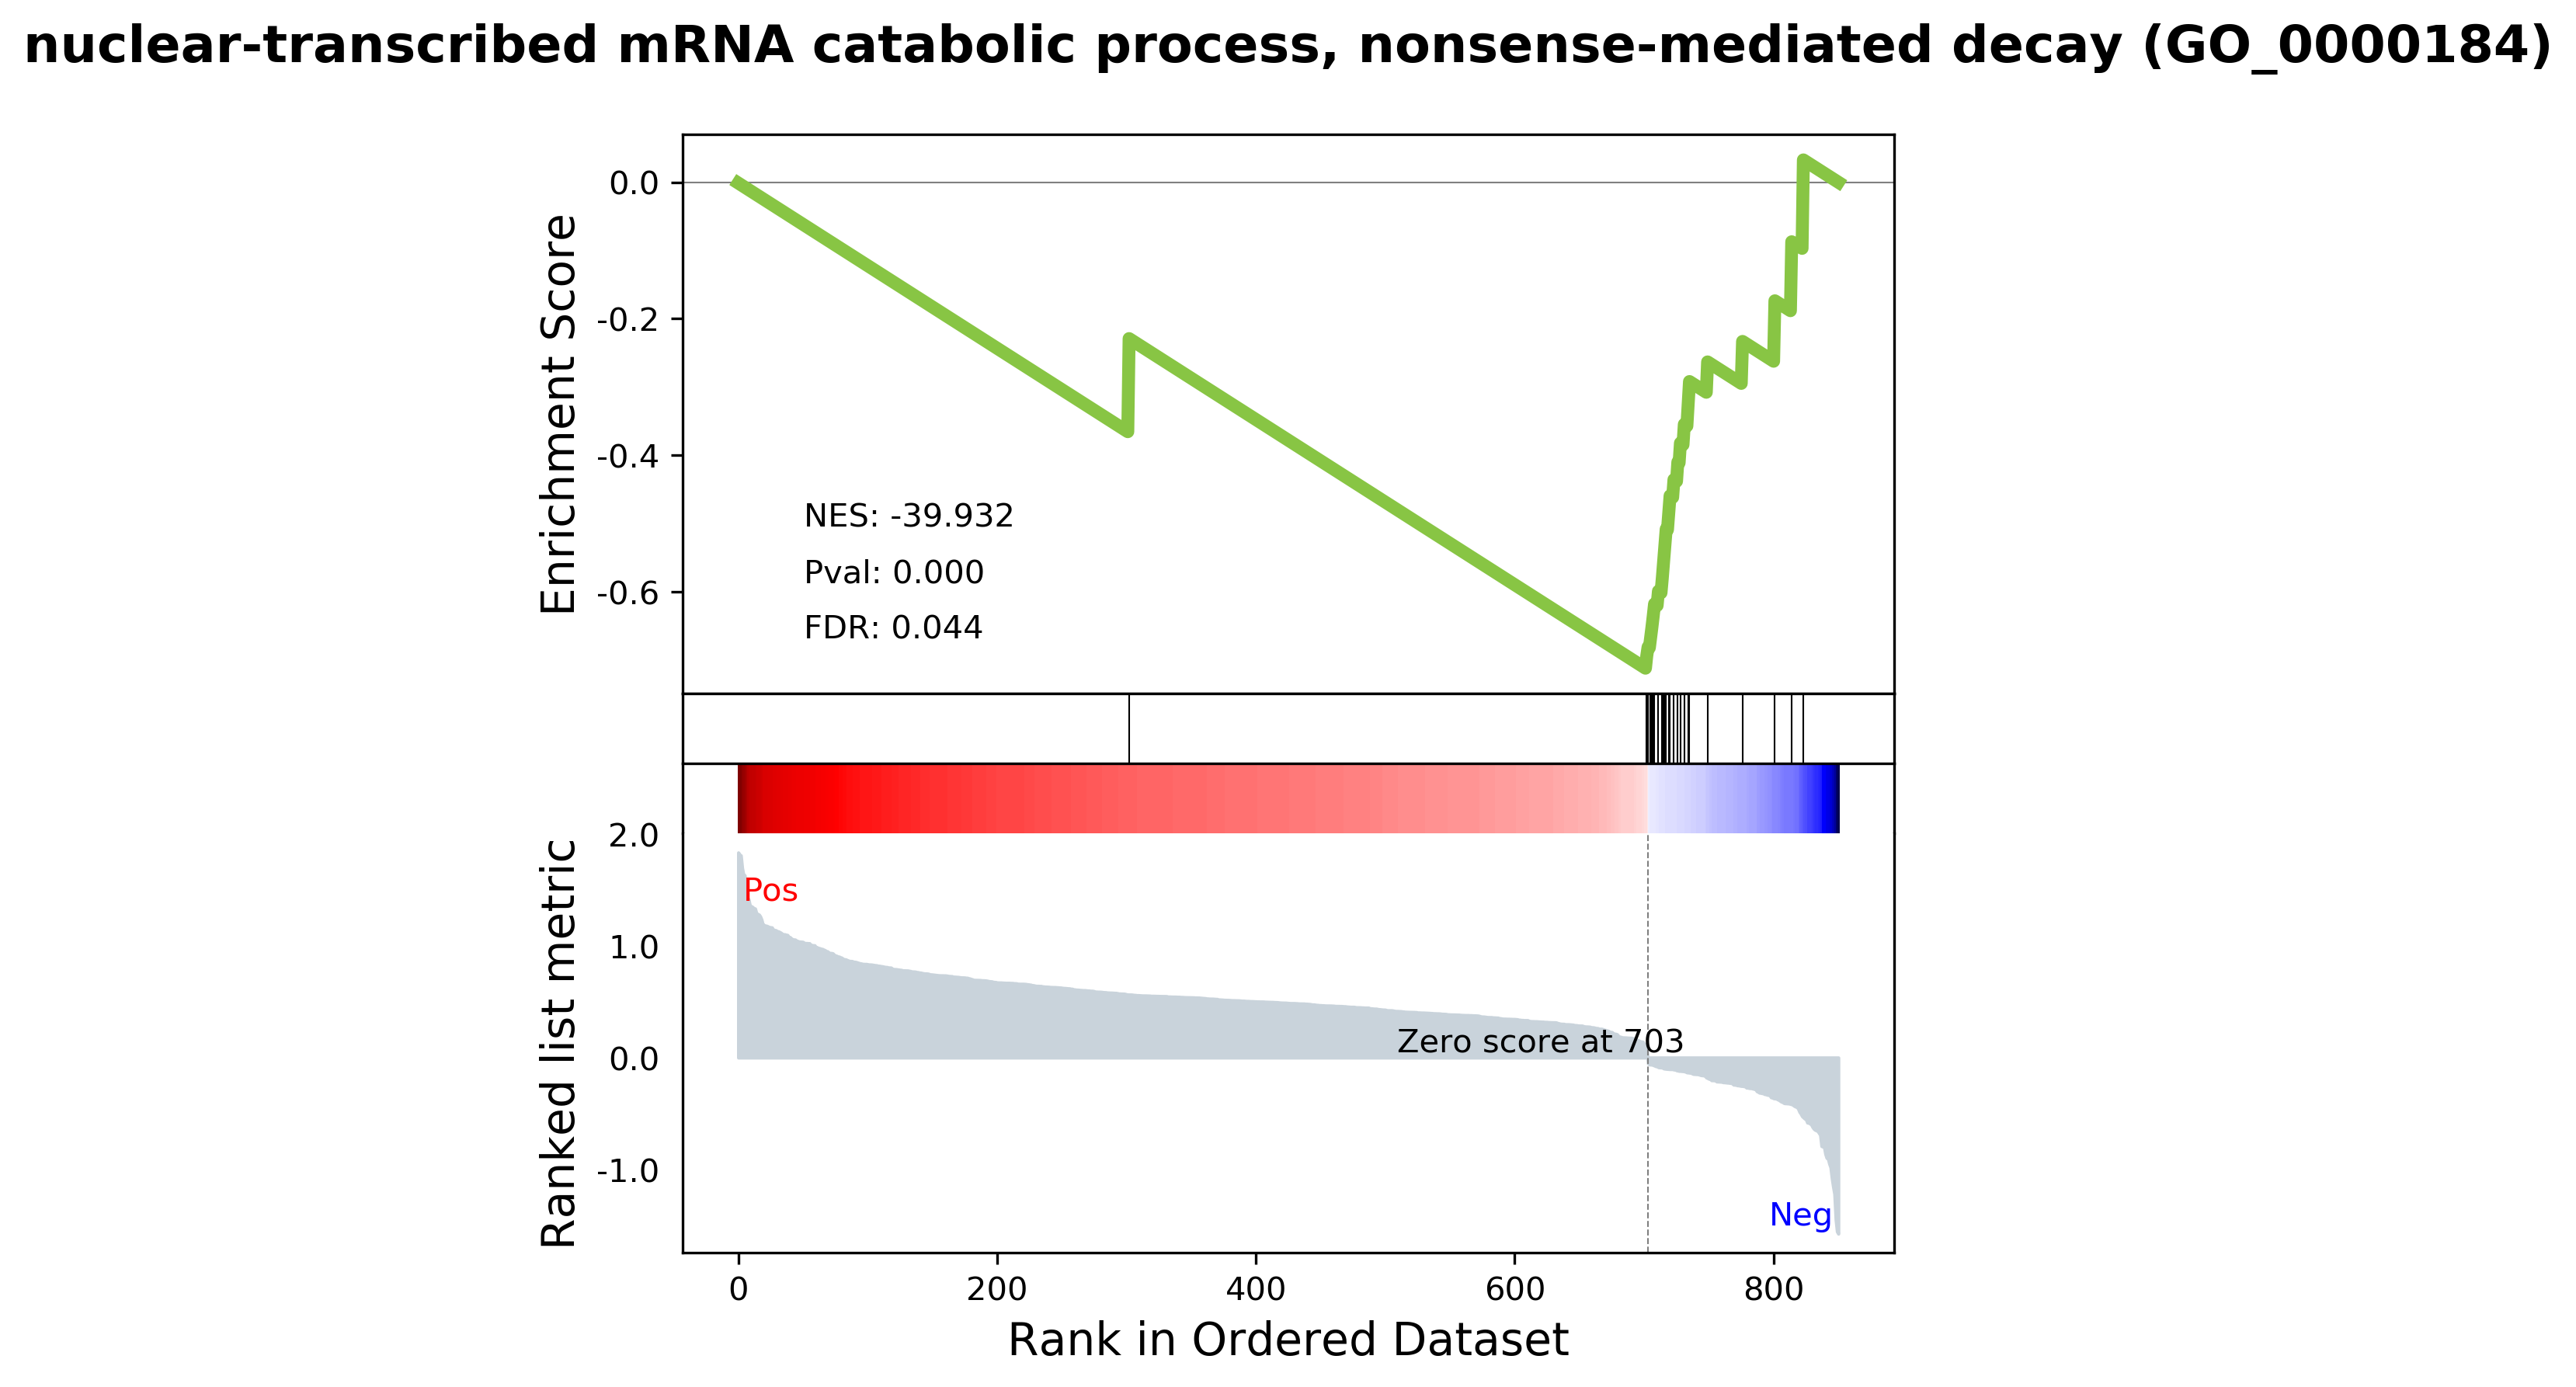 nuclear-transcribed mRNA catabolic process, nonsense-mediated decay (GO_0000184)
Enrichment Score
0.0
-0.2
-0.4
-0.6
NES: -39.932
Pval: 0.000
FDR: 0.044
Ranked list metric
2.0
1.0
0.0
-1.0
Pos
Zero score at 703
Neg
0 200 400 600 800
Rank in Ordered Dataset